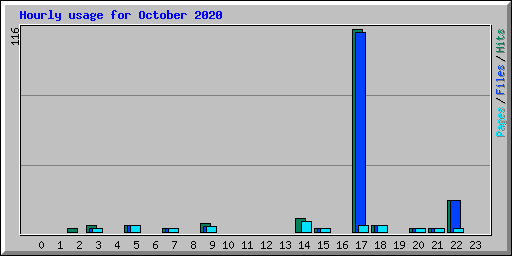 Hourly usage for October 2020
116
Pages/Files/Hits
0 1 2 3 4 5 6 7 8 9 10 11 12 13 14 15 16 17 18 19 20 21 22 23